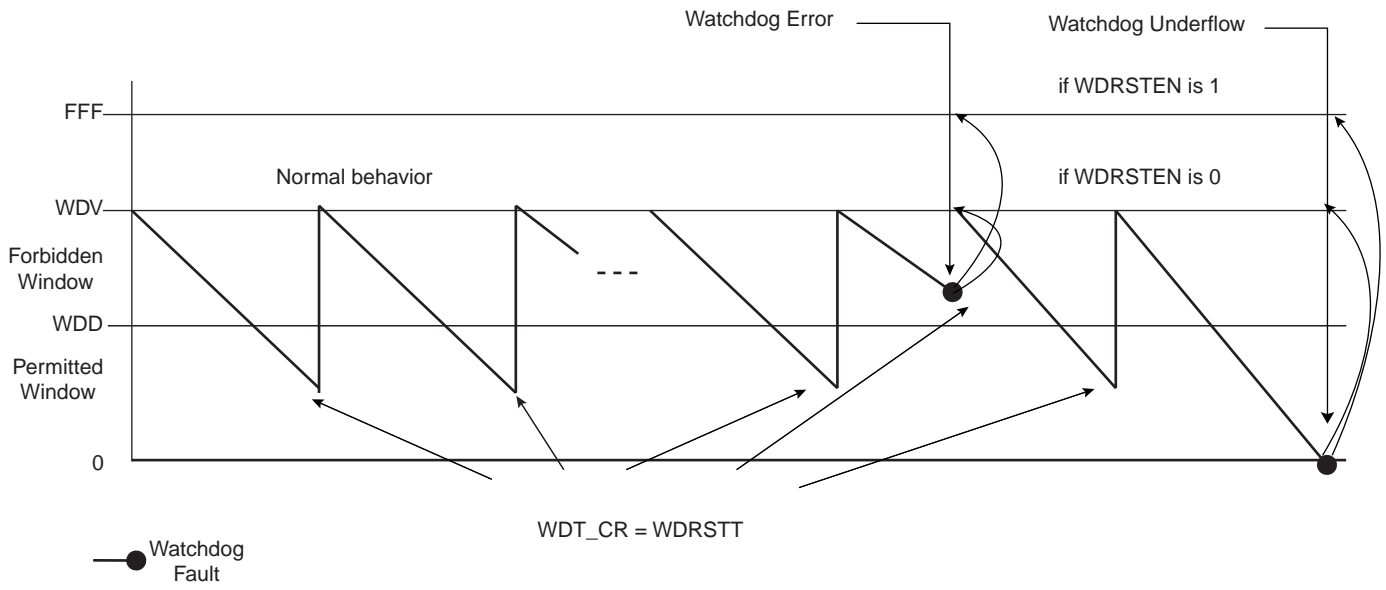 Watchdog Error
Watchdog Underflow
if WDRSTEN is 1
FFF
Normal behavior
if WDRSTEN is 0
WDV
Forbidden
Window
WDD
Permitted
Window
0
WDT_CR = WDRSTT
Watchdog
Fault